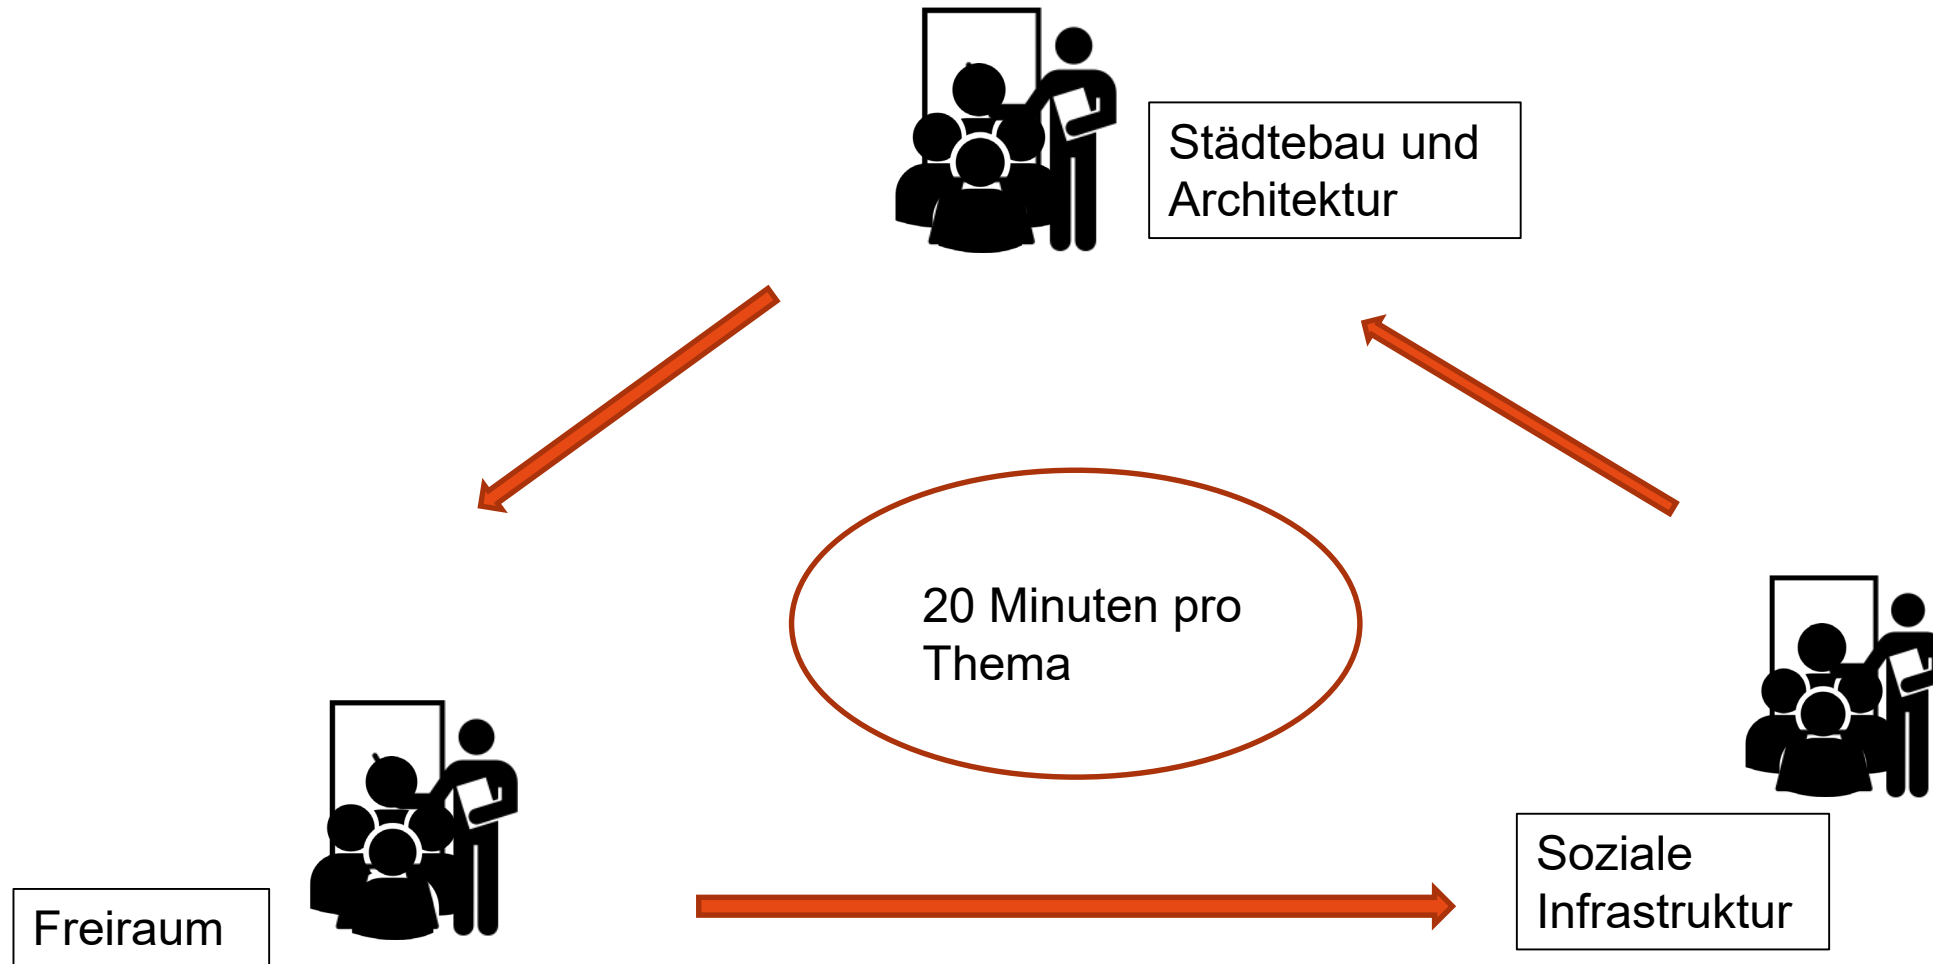 Städtebau und
Architektur
20 Minuten pro
Thema
Soziale
Infrastruktur
Freiraum